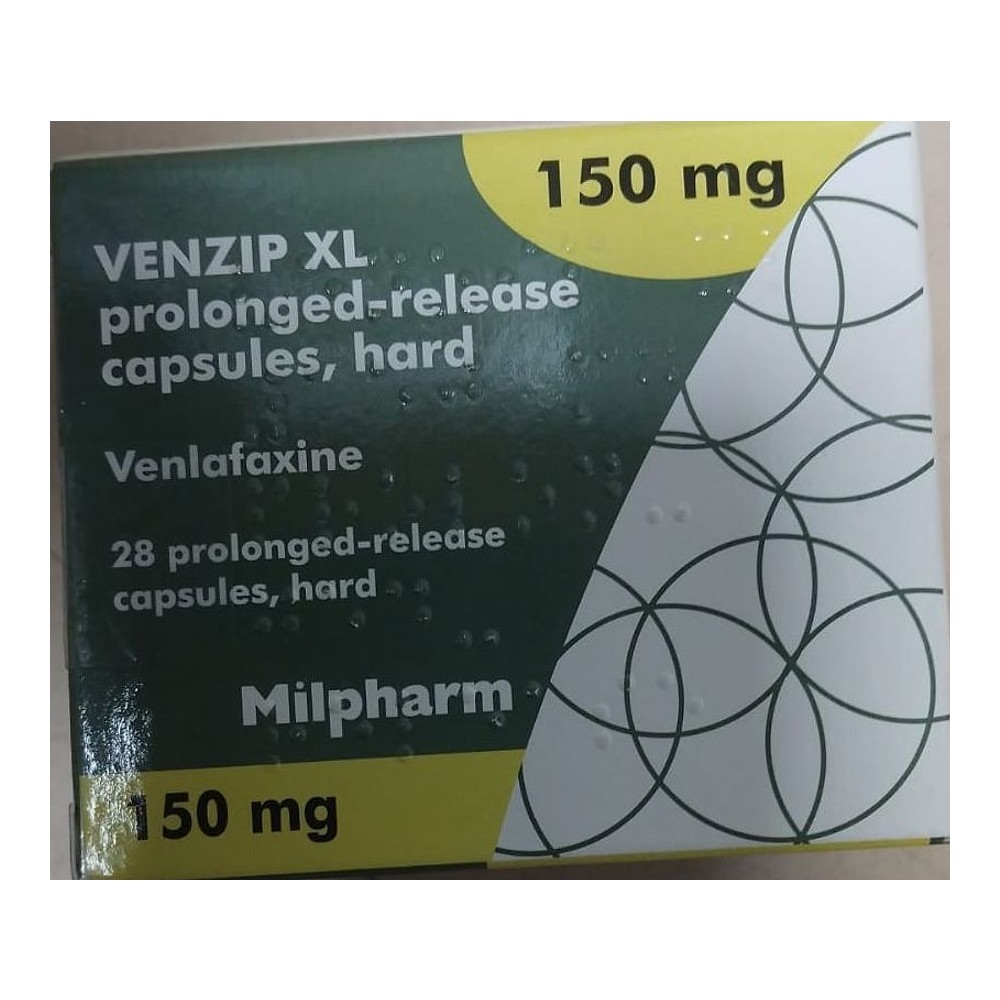 150 mg
VENZIP XL
prolonged-release
capsules, hard
Venlafaxine
28 prolonged-release
capsules, hard
Milpharm
150 mg